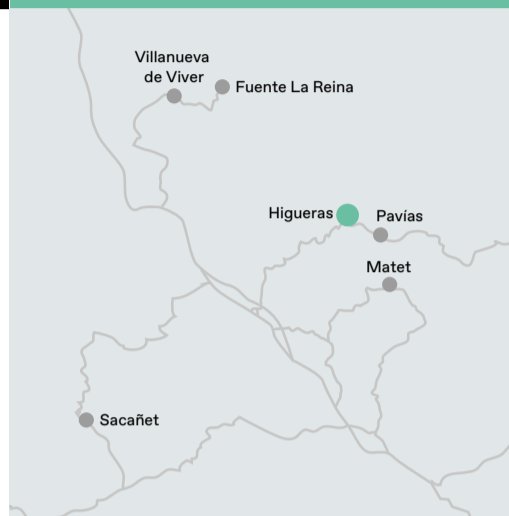 Villanueva
de Viver
Fuente La Reina
Higueras
Pavías
Matet
Sacañet